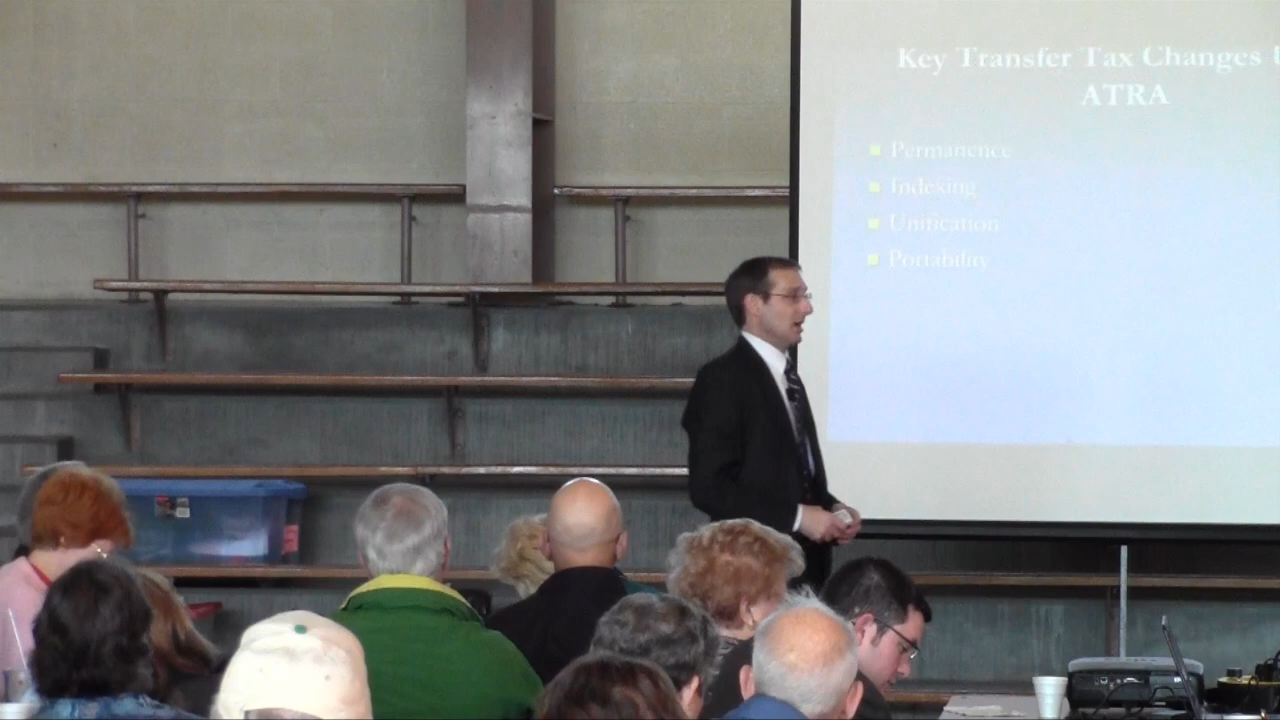 Key Transfer Tax Changes
ATRA
Permanence
Indexing
Unification
Portability